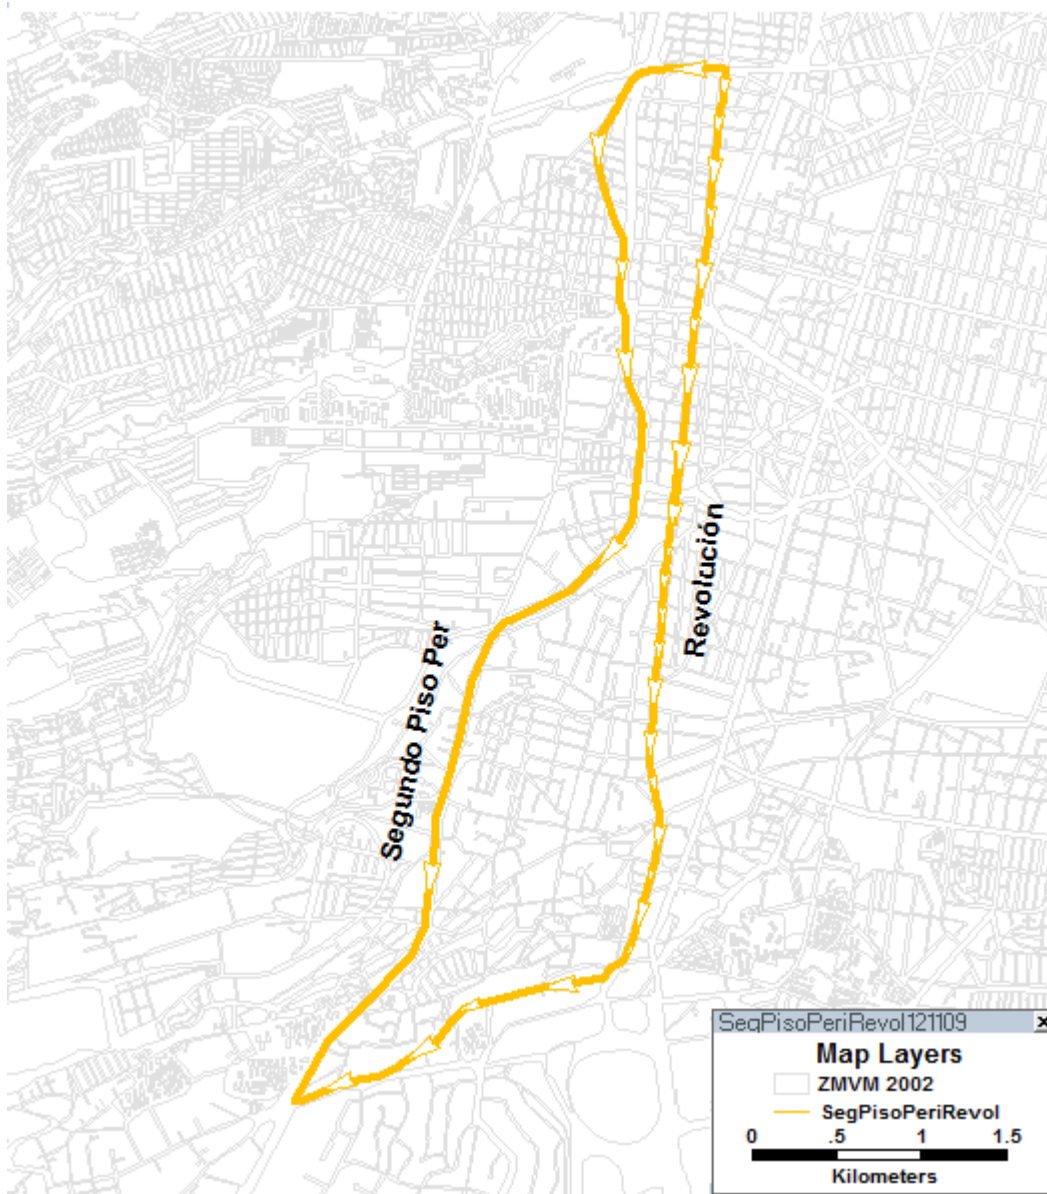 Revolución
Segundo Piso Per
SegPisoPeriRevol121109 x
Map Layers
ZMVM 2002
SegPisoPeriRevol
0 .5 1 1.5
Kilometers